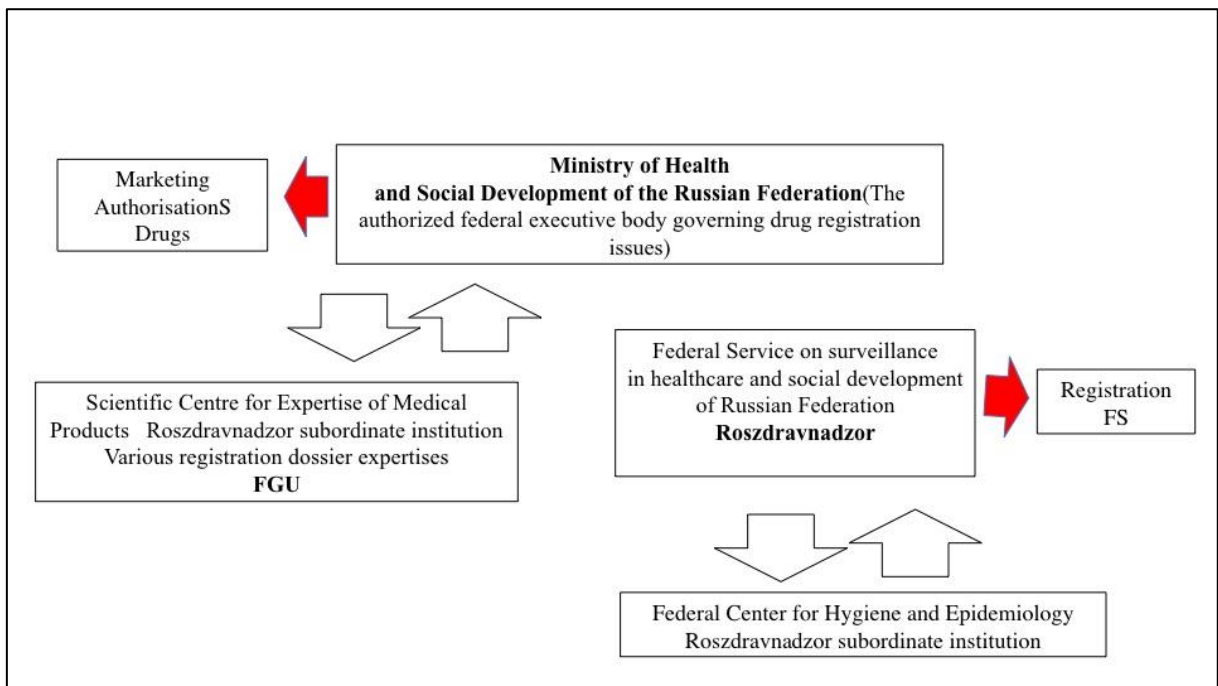 Marketing
AuthorisationS
Drugs
Ministry of Health
and Social Development of the Russian Federation(The
authorized federal executive body governing drug registration
issues)
Scientific Centre for Expertise of Medical
Products Roszdravnadzor subordinate institution
Various registration dossier expertises
FGU
Federal Service on surveillance
in healthcare and social development
of Russian Federation
Roszdravnadzor
Registration
FS
Federal Center for Hygiene and Epidemiology
Roszdravnadzor subordinate institution